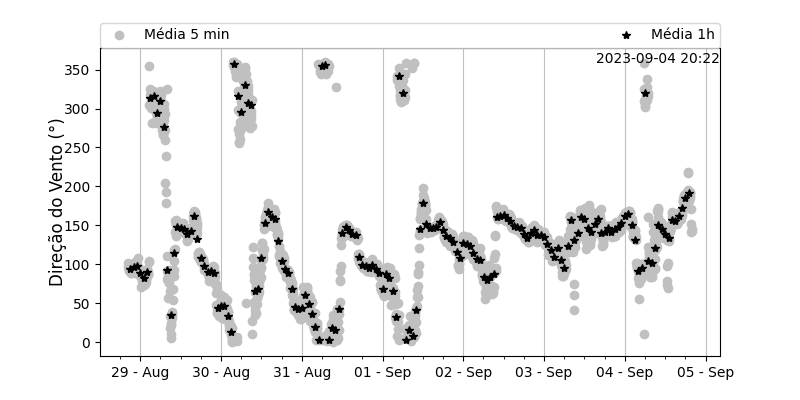 Média 5 min
Média 1h
2023-09-04 20:22
Direção do Vento (°)
350
300
250
200
150
100
50
0
29 - Aug
30 - Aug
31 - Aug
01 - Sep
02 - Sep
03 - Sep
04 - Sep
05 - Sep